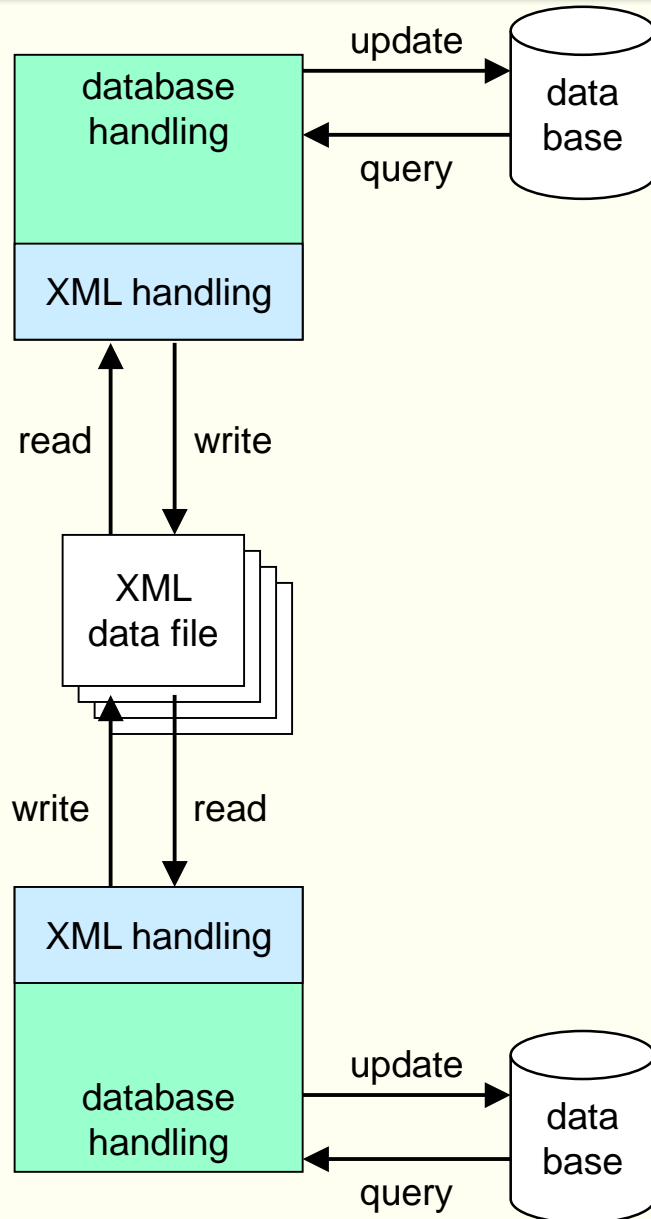 update
database
handling
data
base
query
XML handling
read
write
XML
data file
write
read
XML handling
update
database
handling
data
base
query